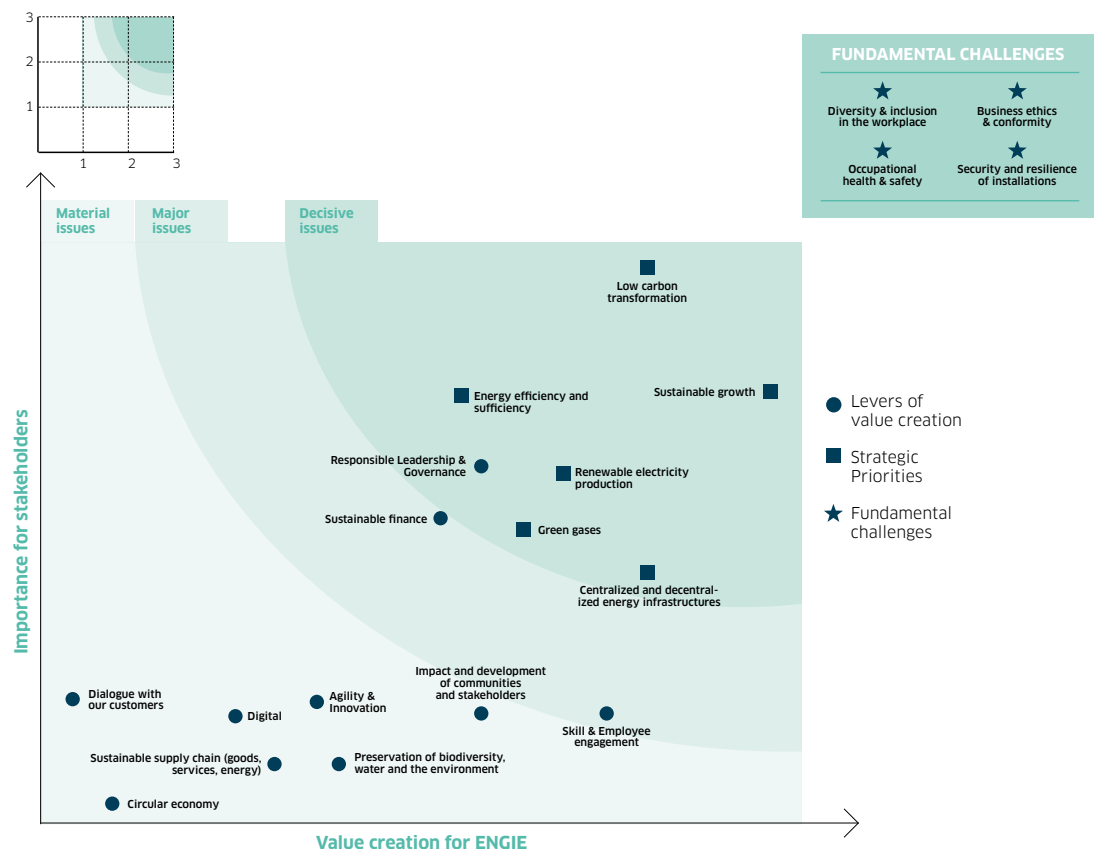 3
2
1
1
2
3
FUNDAMENTAL CHALLENGES
Diversity & inclusion
in the workplace
Business ethics
& conformity
Occupational
health & safety
Security and resilience
of installations
Material
issues
Major
issues
Decisive
issues
Low carbon
transformation
Energy efficiency and
sufficiency
Sustainable growth
Responsible Leadership &
Governance
Renewable electricity
production
Sustainable finance
Green gases
Centralized and decentral-
ized energy infrastructures
Levers of
value creation
Strategic
Priorities
Fundamental
challenges
Importance for stakeholders
Impact and development
of communities
and stakeholders
Dialogue with
our customers
Agility &
Innovation
Digital
Skill & Employee
engagement
Sustainable supply chain (goods,
services, energy)
Preservation of biodiversity,
water and the environment
Circular economy
Value creation for ENGIE